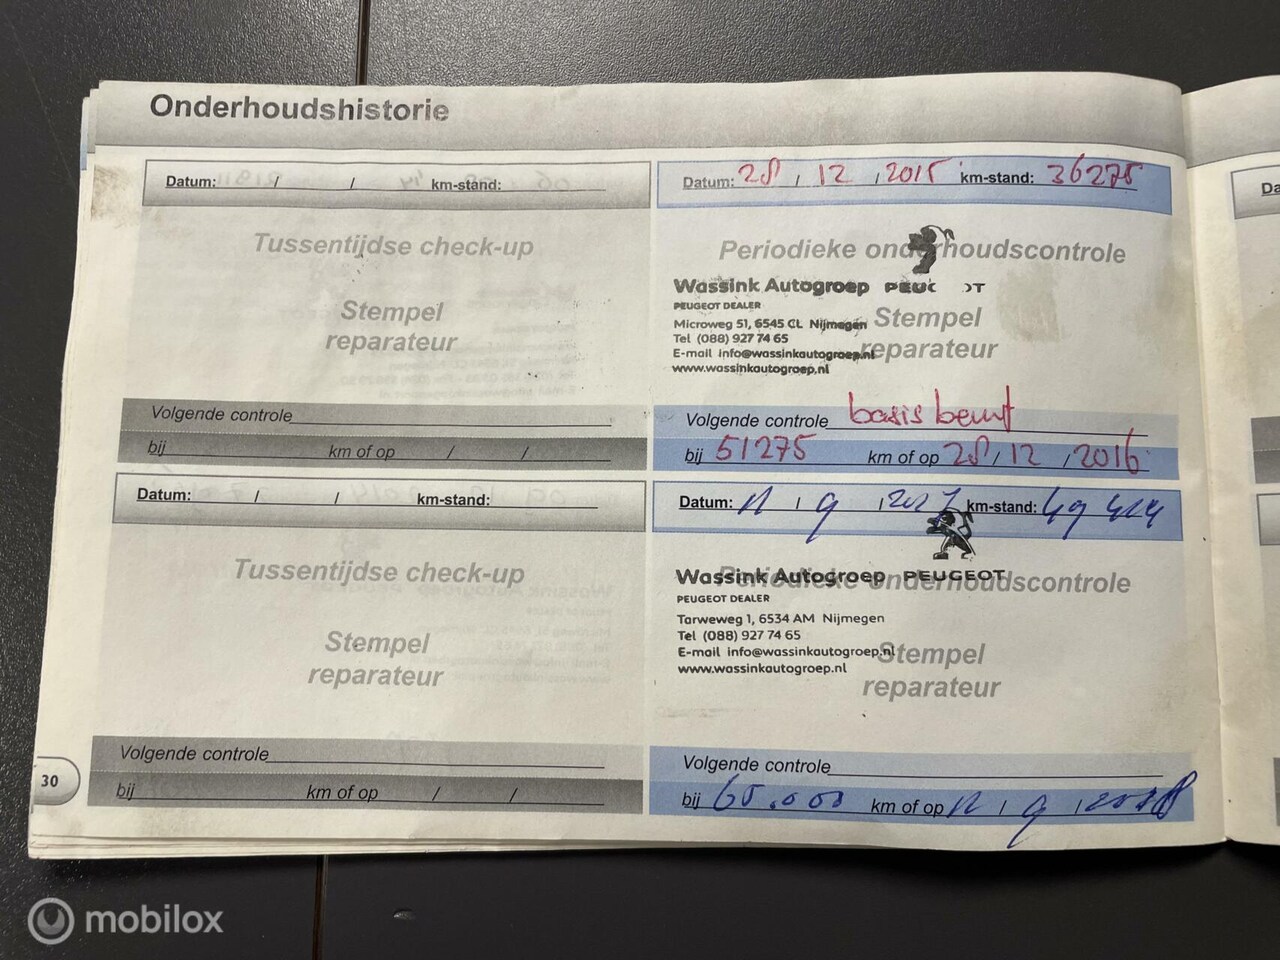 Onderhoudshistorie
Datum: / / km-stand:
Tussentijdse check-up
Stempel
reparateur
Volgende controle
bij km of op / /
Datum: 28 / 12 / 2015 km-stand: 36275
Periodieke onderhoudscontrole
Wassink Autogroep PEUGEOT
PEUGEOT DEALER
Stempel
Microweg 51, 6545 CL Nijmegen
Tel (088) 927 74 65
reparateur
E-mail info@wassinkautogroep.nl
www.wassinkautogroep.nl
Volgende controle basis beurt
bij 51275 km of op 28 / 12 / 2016
Datum: / / km-stand:
Tussentijdse check-up
Stempel
reparateur
Volgende controle
bij km of op / /
Datum: 11 / 9 / 2017 km-stand: 49 414
Periodieke onderhoudscontrole
Wassink Autogroep PEUGEOT
PEUGEOT DEALER
Tarweweg 1, 6534 AM Nijmegen
Tel (088) 927 74 65
E-mail info@wassinkautogroep.nl
Stempel
www.wassinkautogroep.nl
reparateur
Volgende controle
bij 65.000 km of op 11 / 9 / 2018
30
Da
mobilox